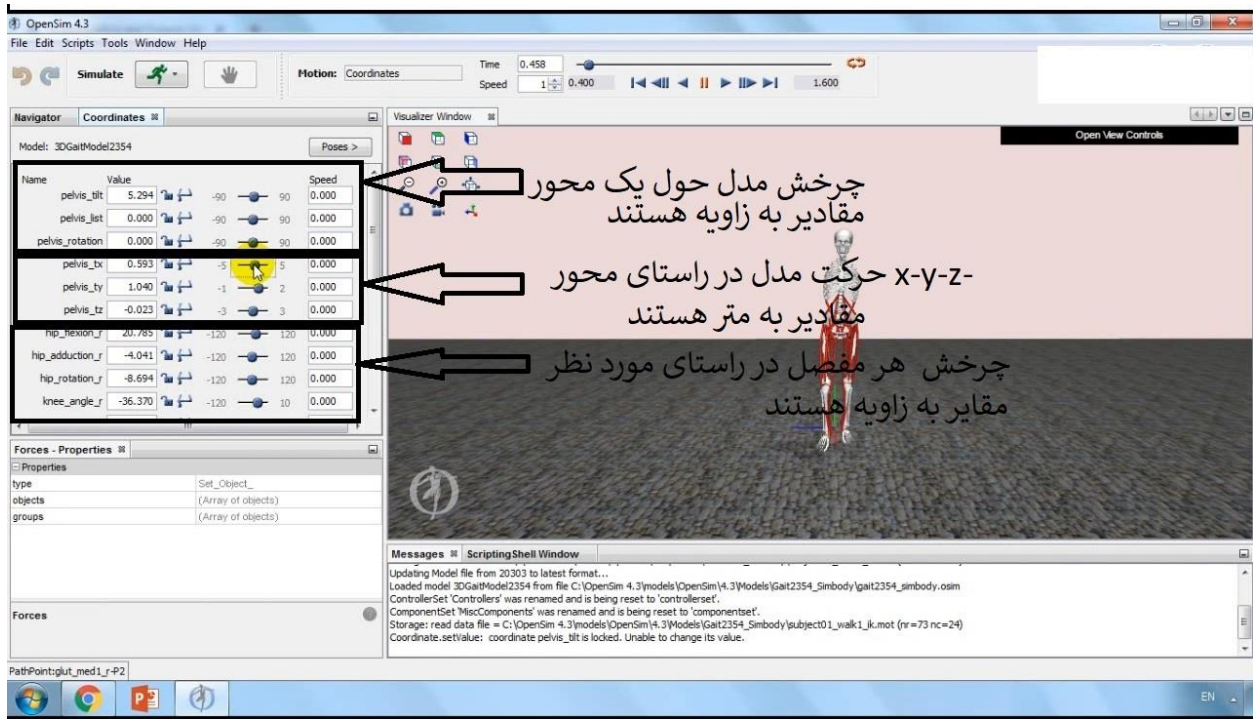 OpenSim 4.3
File Edit Scripts Tools Window Help
Simulate
Motion: Coordinates
Time 0.458
Speed 1 0.400 1.600
Navigator Coordinates
Model: 3DGaitModel2354 Poses >
Name Value Speed
pelvis_tilt 5.294 -90 90 0.000
pelvis_list 0.000 -90 90 0.000
pelvis_rotation 0.000 -90 90 0.000
pelvis_tx 0.593 -5 5 0.000
pelvis_ty 1.040 -1 2 0.000
pelvis_tz -0.023 -3 3 0.000
hip_flexion_r 20.785 -120 120 0.000
hip_adduction_r -4.041 -120 120 0.000
hip_rotation_r -8.694 -120 120 0.000
knee_angle_r -36.370 -120 10 0.000
Forces - Properties
Properties
type Set_Object_
objects (Array of objects)
groups (Array of objects)
Forces
PathPoint:glut_med1_r-P2
Visualizer Window
Open View Controls
چرخش مدل حول یک محور
مقادیر به زاویه هستند
حرکت مدل در راستای محور x-y-z-
مقادیر به متر هستند
چرخش هر مفصل در راستای مورد نظر
مقایر به زاویه هستند
Messages ScriptingShell Window
Updating Model file from 20303 to latest format...
Loaded model 3DGaitModel2354 from file C:\OpenSim 4.3\models\OpenSim\4.3\Models\Gait2354_Simbody\gait2354_simbody.osim
ControllerSet 'Controllers' was renamed and is being reset to 'controllerset'.
ComponentSet 'MiscComponents' was renamed and is being reset to 'componentset'.
Storage: read data file = C:\OpenSim 4.3\models\OpenSim\4.3\Models\Gait2354_Simbody\subject01_walk1_ik.mot (nr=73 nc=24)
Coordinate.setValue: coordinate pelvis_tilt is locked. Unable to change its value.
EN